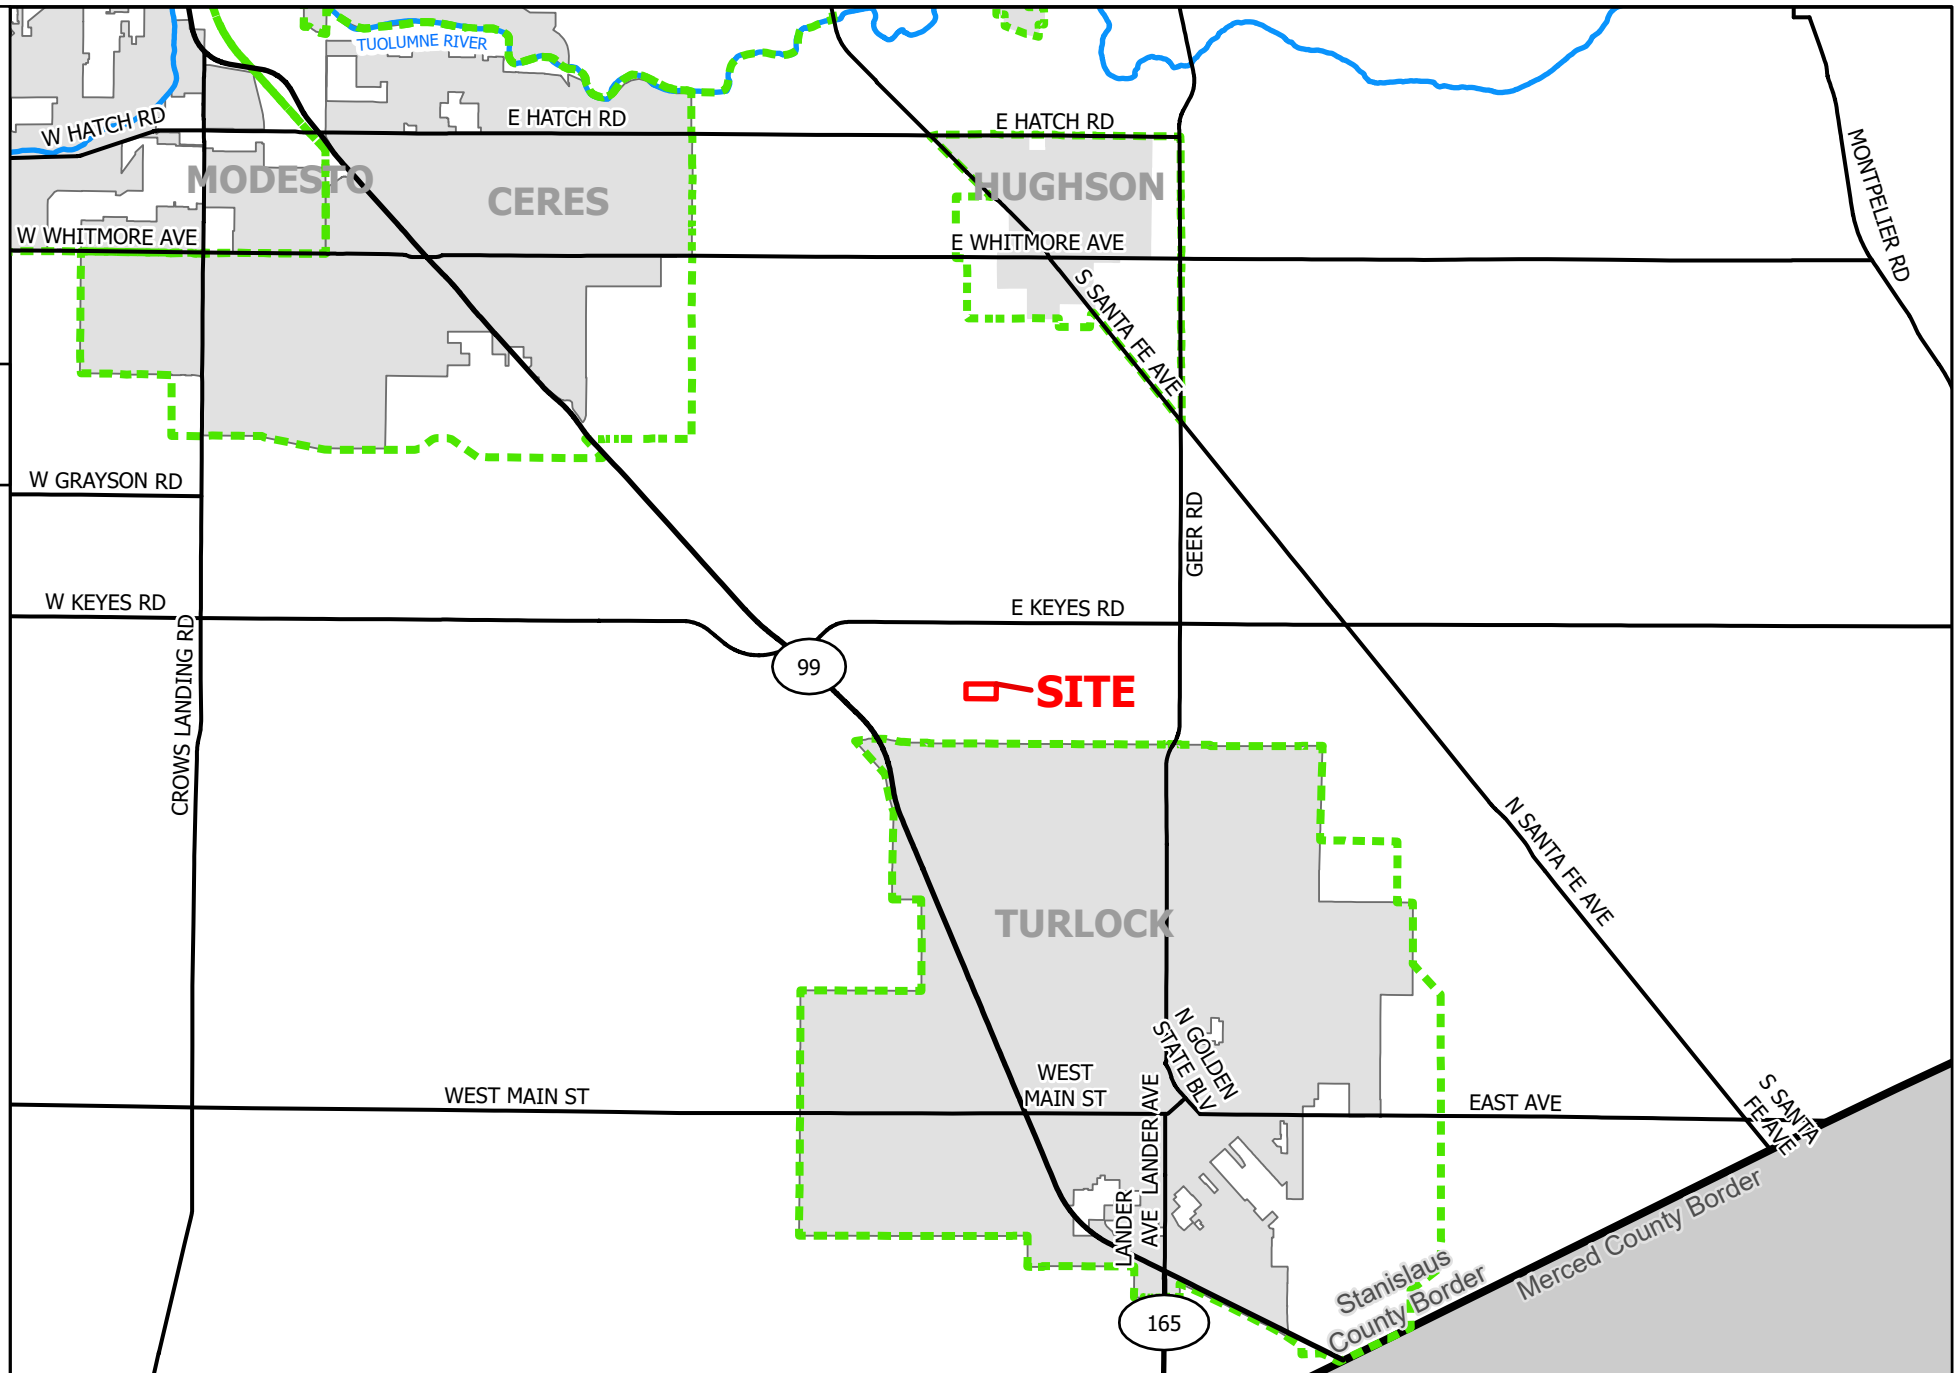 TUOLUMNE RIVER
W HATCH RD
E HATCH RD
E HATCH RD
MONTPELIER RD
MODESTO
CERES
HUGHSON
W WHITMORE AVE
E WHITMORE AVE
S SANTA FE AVE
W GRAYSON RD
GEER RD
W KEYES RD
E KEYES RD
CROWS LANDING RD
99
SITE
N SANTA FE AVE
TURLOCK
N GOLDEN
STATE BLV
WEST MAIN ST
WEST
MAIN ST
LANDER AVE
EAST AVE
S SANTA
FE AVE
LANDER
AVE
Stanislaus
County Border
Merced County Border
165